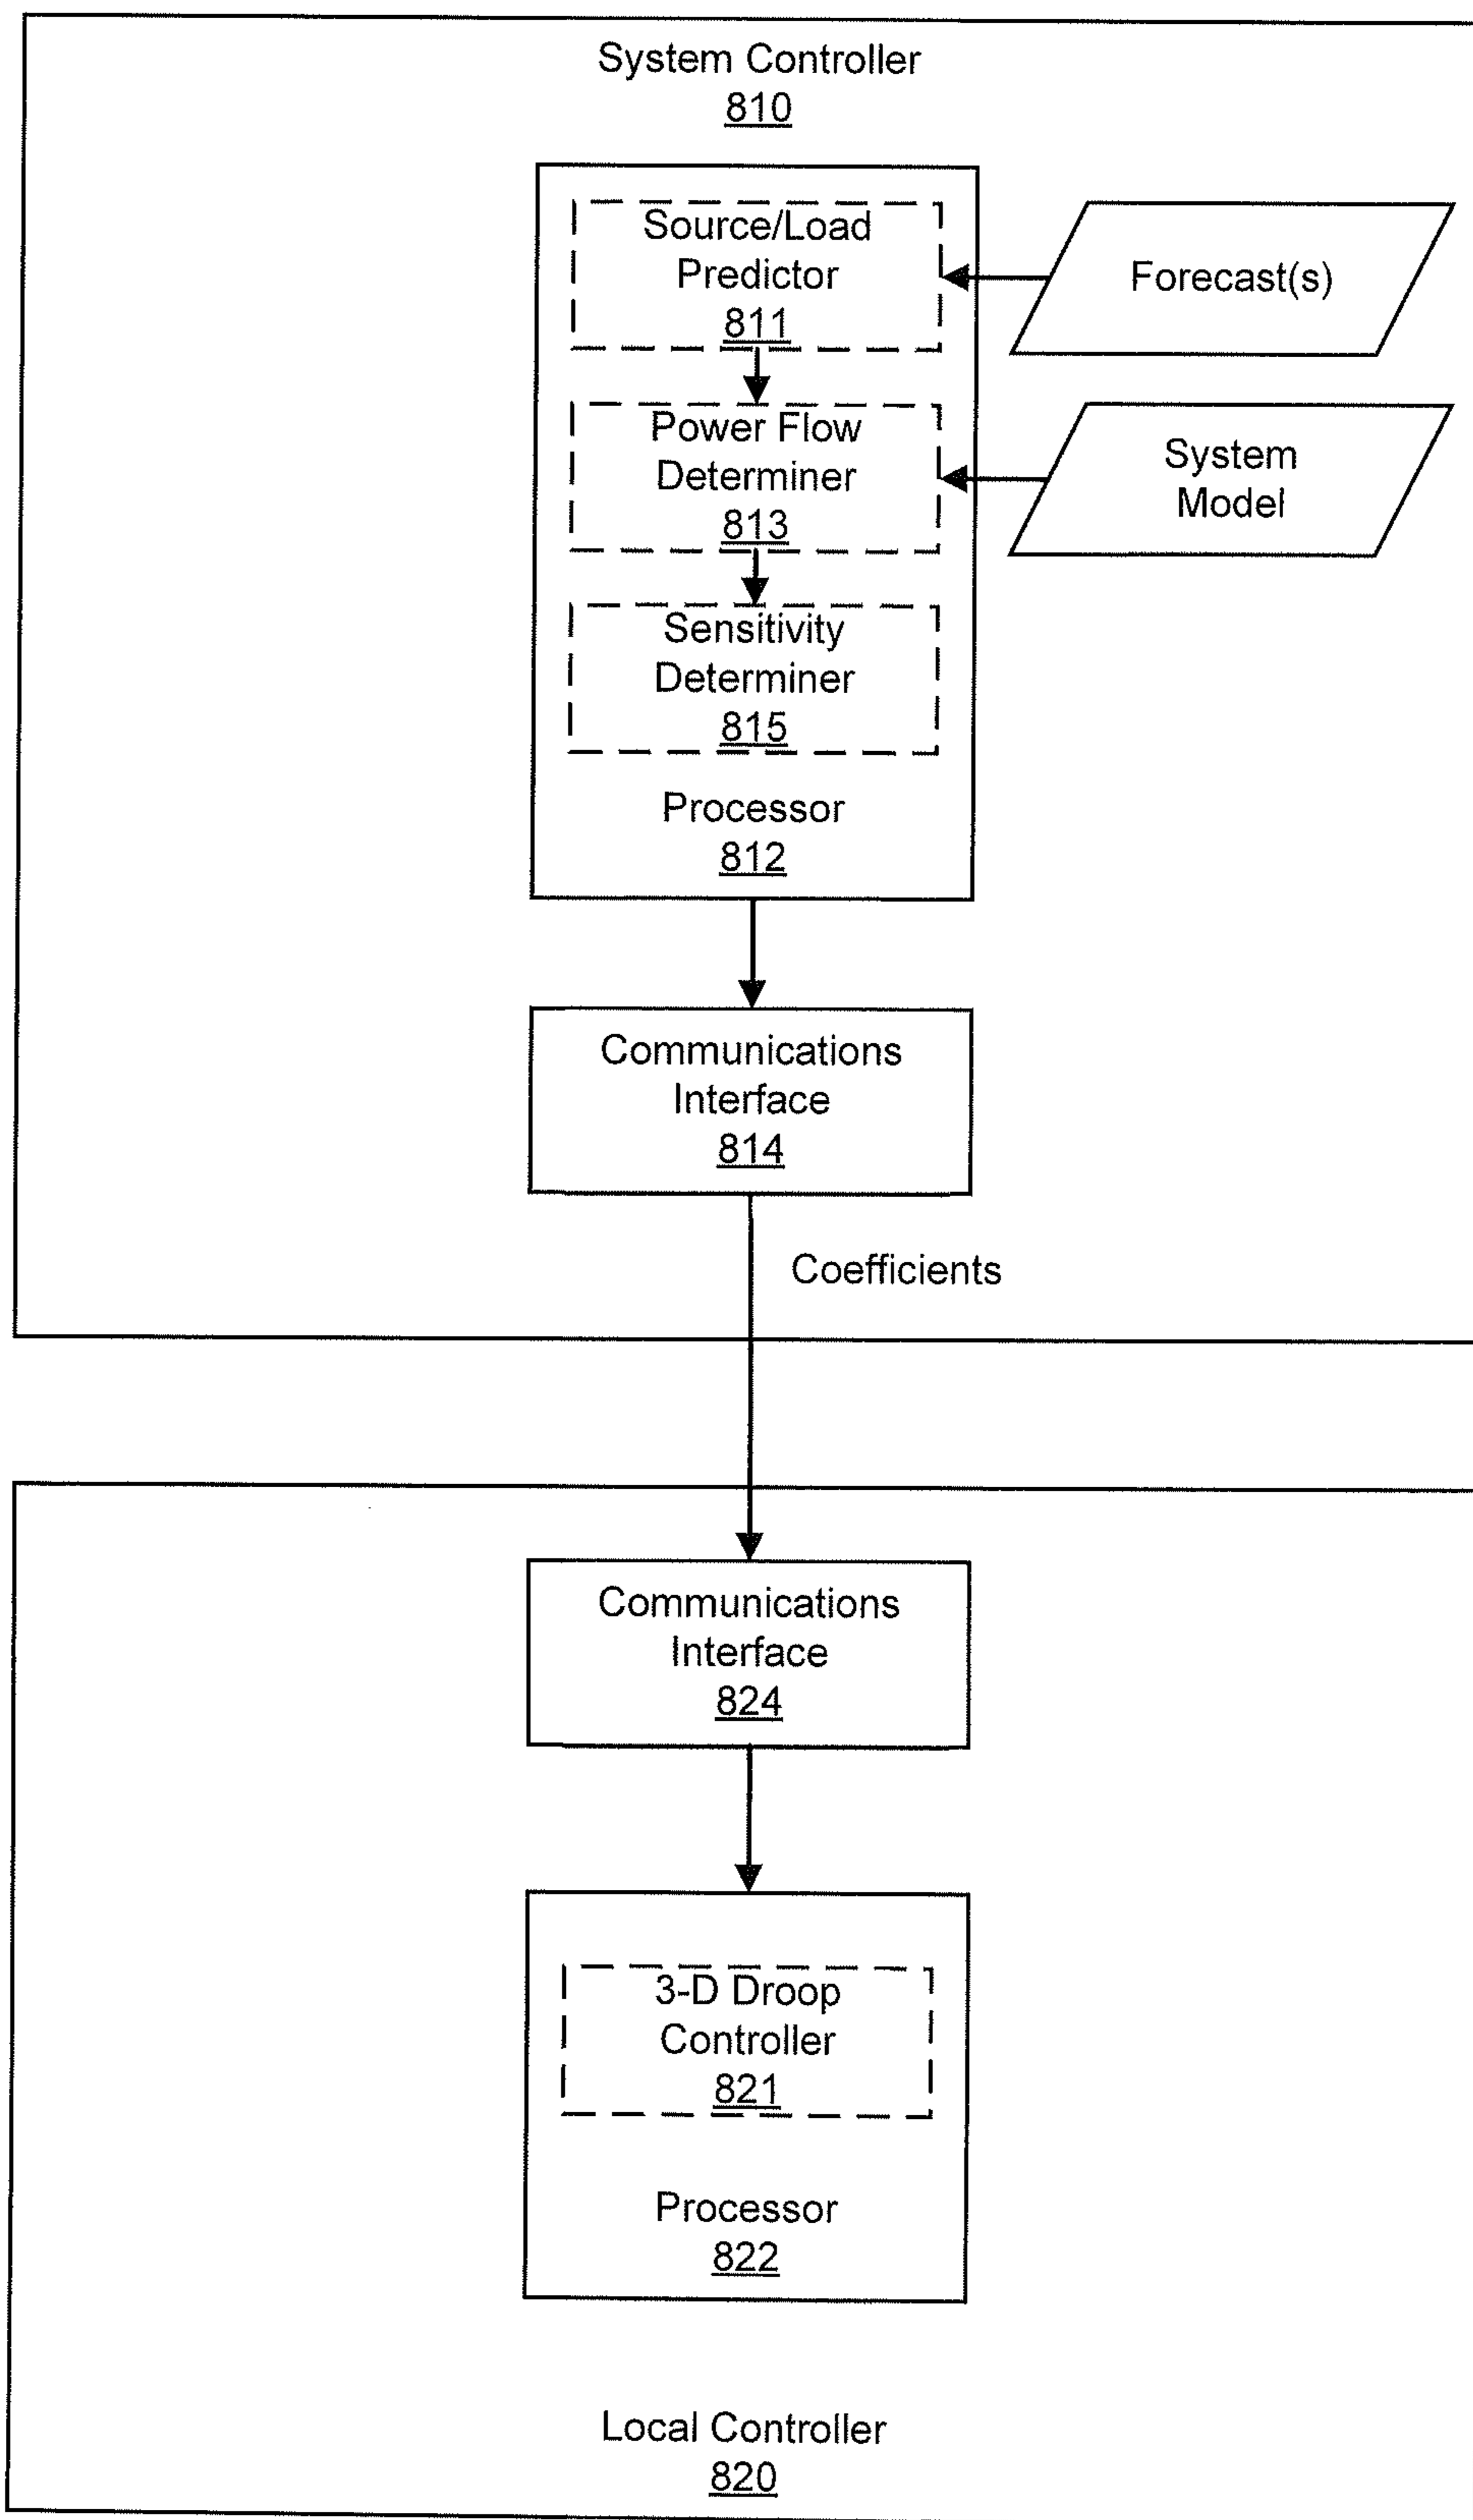 System Controller
810
Source/Load
Predictor
811
Forecast(s)
Power Flow
Determiner
813
System
Model
Sensitivity
Determiner
815
Processor
812
Communications
Interface
814
Coefficients
Communications
Interface
824
3-D Droop
Controller
821
Processor
822
Local Controller
820